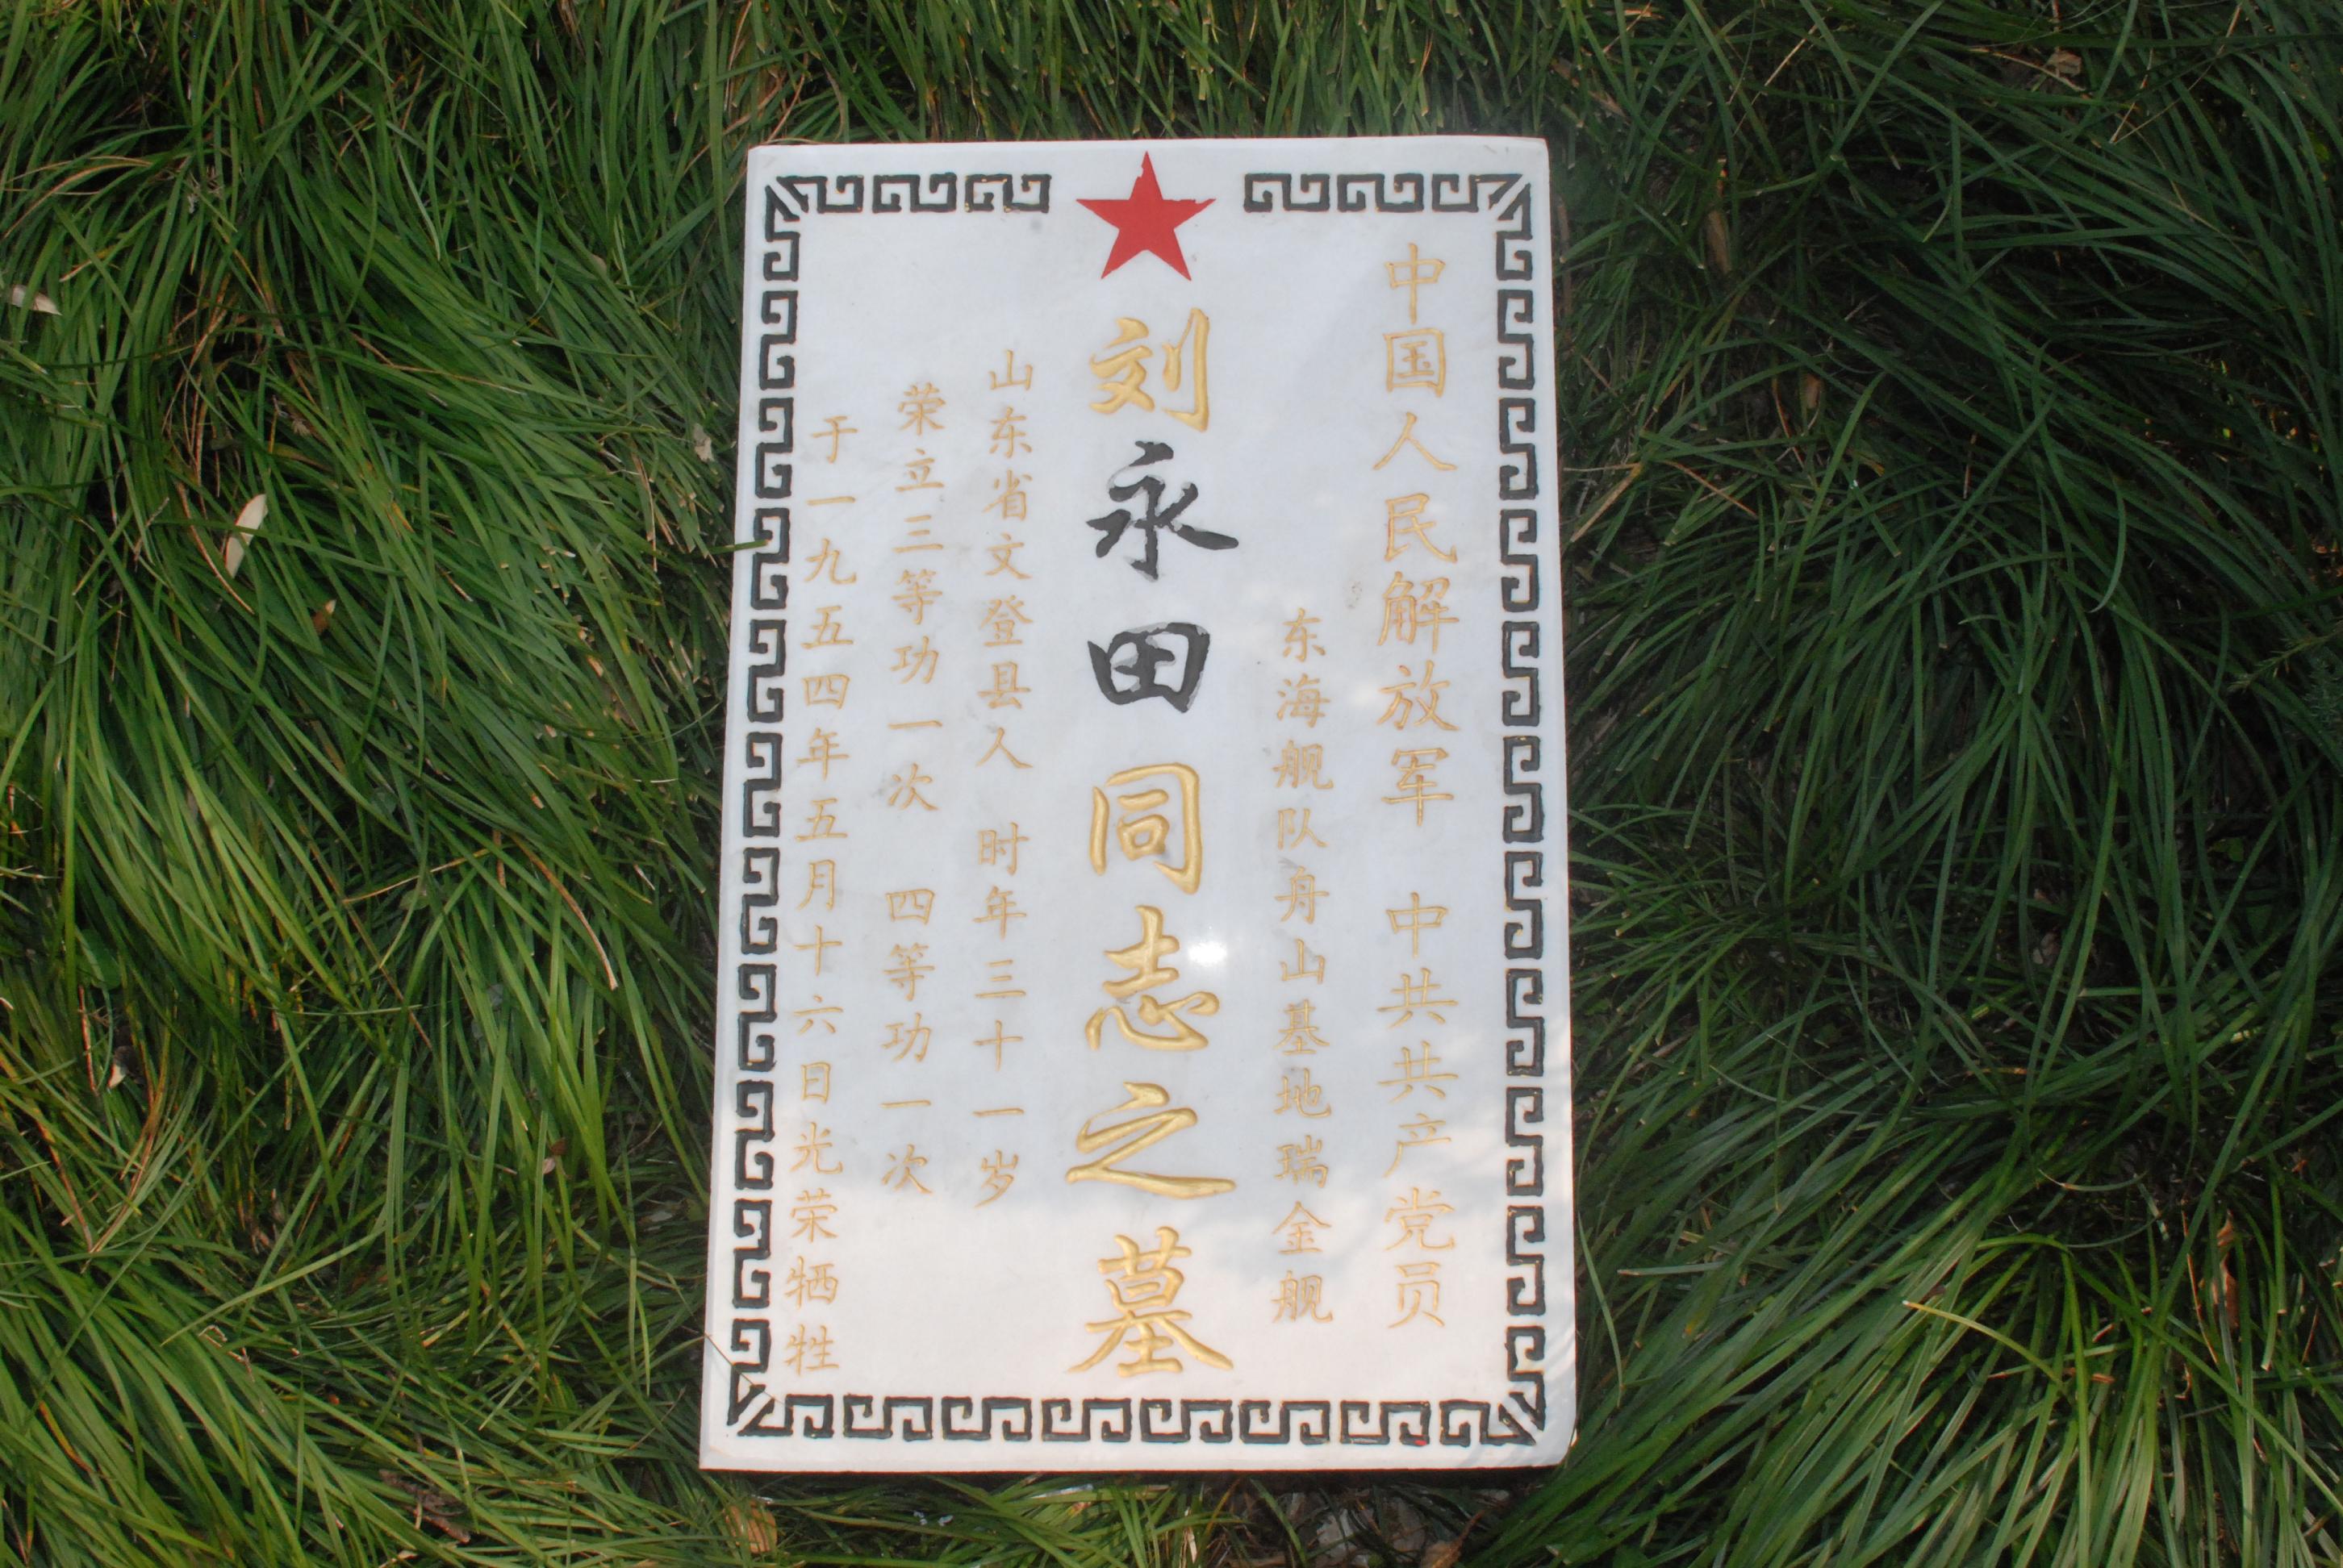 中国人民解放军 中共共产党员
东海舰队舟山基地瑞金舰
刘永田同志之墓
山东省文登县人 时年三十一岁
荣立三等功一次 四等功一次
于一九五四年五月十六日光荣牺牲